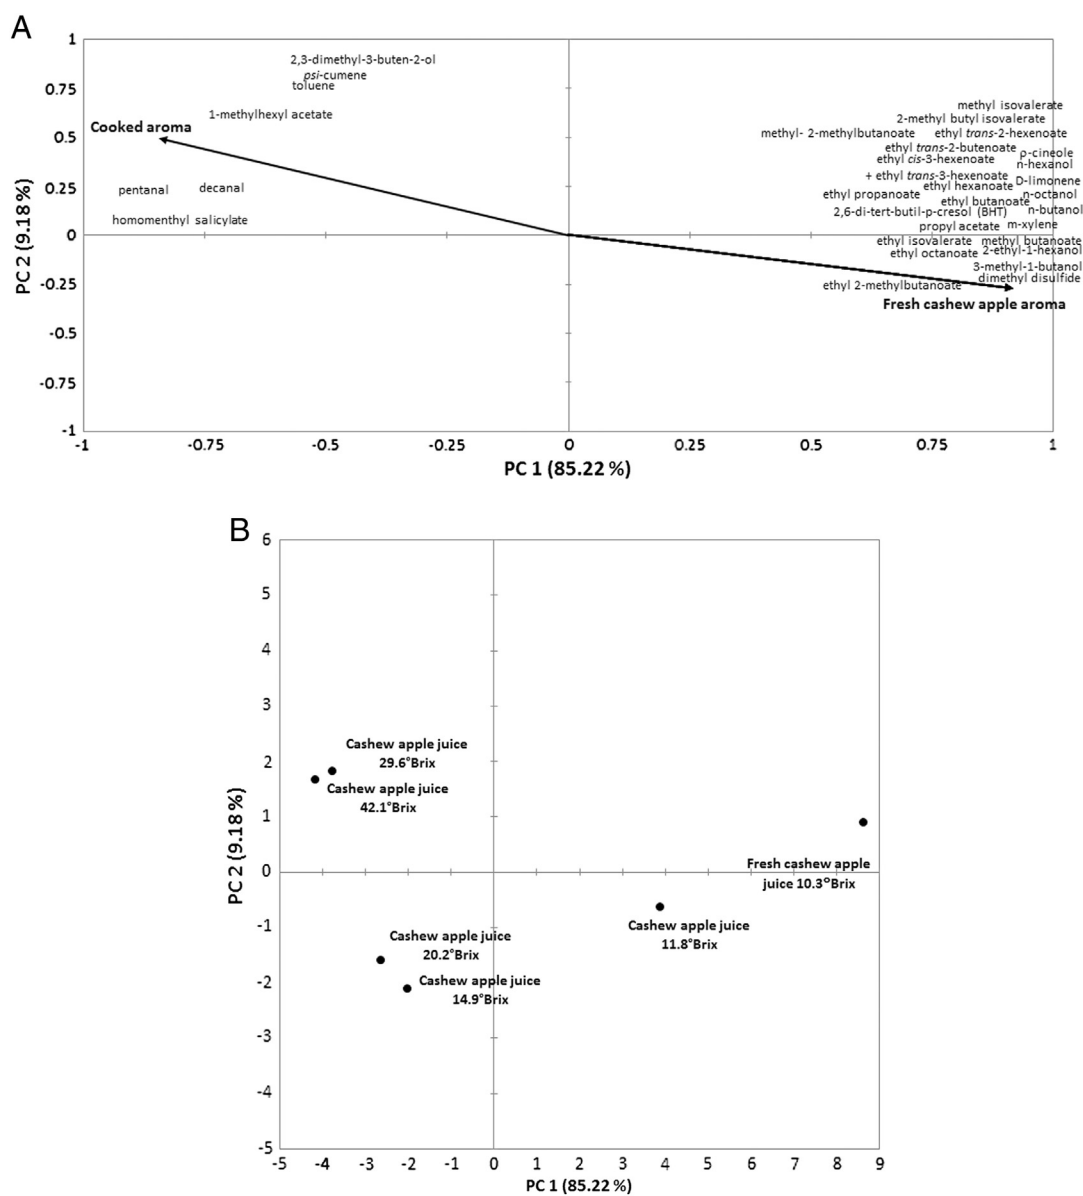 A
1
0.75
0.5
0.25
0
-0.25
-0.5
-0.75
-1
PC 2 (9.18 %)
2,3-dimethyl-3-buten-2-ol
psi-cumene
toluene
1-methylhexyl acetate
Cooked aroma
pentanal
decanal
homomenthyl salicylate
methyl isovalerate
2-methyl butyl isovalerate
methyl- 2-methylbutanoate
ethyl trans-2-hexenoate
ethyl trans-2-butenoate
ρ-cineole
ethyl cis-3-hexenoate
n-hexanol
+ ethyl trans-3-hexenoate
D-limonene
ethyl hexanoate
ethyl propanoate
n-octanol
ethyl butanoate
2,6-di-tert-butil-p-cresol (BHT)
n-butanol
propyl acetate
m-xylene
ethyl isovalerate
methyl butanoate
ethyl octanoate
2-ethyl-1-hexanol
3-methyl-1-butanol
dimethyl disulfide
ethyl 2-methylbutanoate
Fresh cashew apple aroma
-1
-0.75
-0.5
-0.25
0
0.25
0.5
0.75
1
PC 1 (85.22 %)
B
6
5
4
3
2
1
0
-1
-2
-3
-4
-5
PC 2 (9.18 %)
Cashew apple juice
29.6°Brix
Cashew apple juice
42.1°Brix
Fresh cashew apple
juice 10.3°Brix
Cashew apple juice
11.8°Brix
Cashew apple juice
20.2°Brix
Cashew apple juice
14.9°Brix
-5
-4
-3
-2
-1
0
1
2
3
4
5
6
7
8
9
PC 1 (85.22 %)